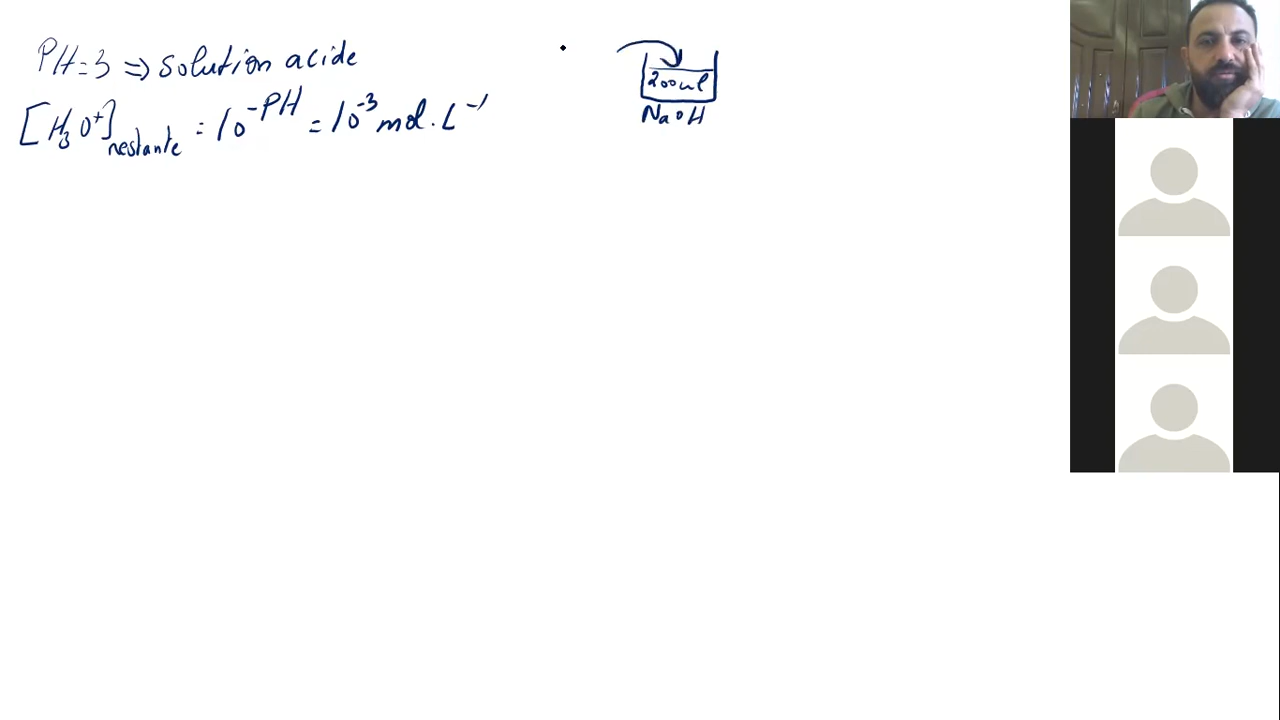 PH=3 => solution acide
[H₃O⁺]restante = 10^-PH = 10^-3 mol.L^-1
200ml
NaOH